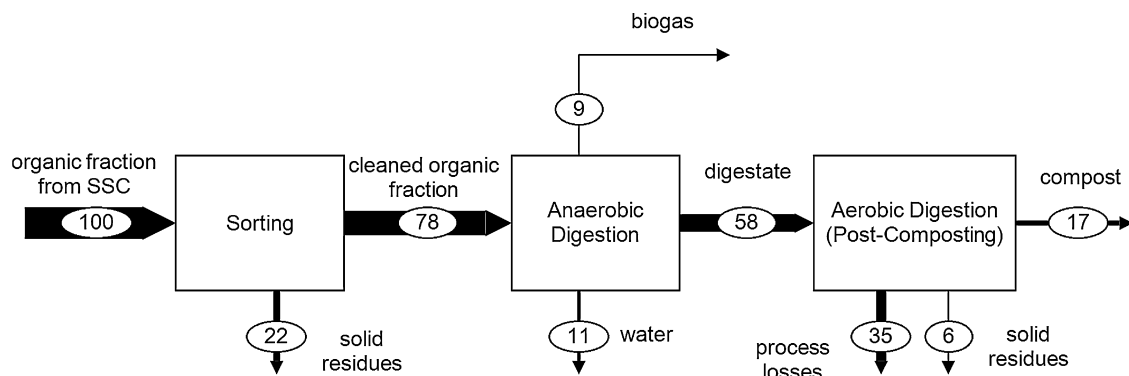 biogas
9
organic fraction
from SSC
100
Sorting
cleaned organic
fraction
78
Anaerobic
Digestion
digestate
58
Aerobic Digestion
(Post-Composting)
compost
17
22
solid
residues
11
water
process
losses
35
6
solid
residues